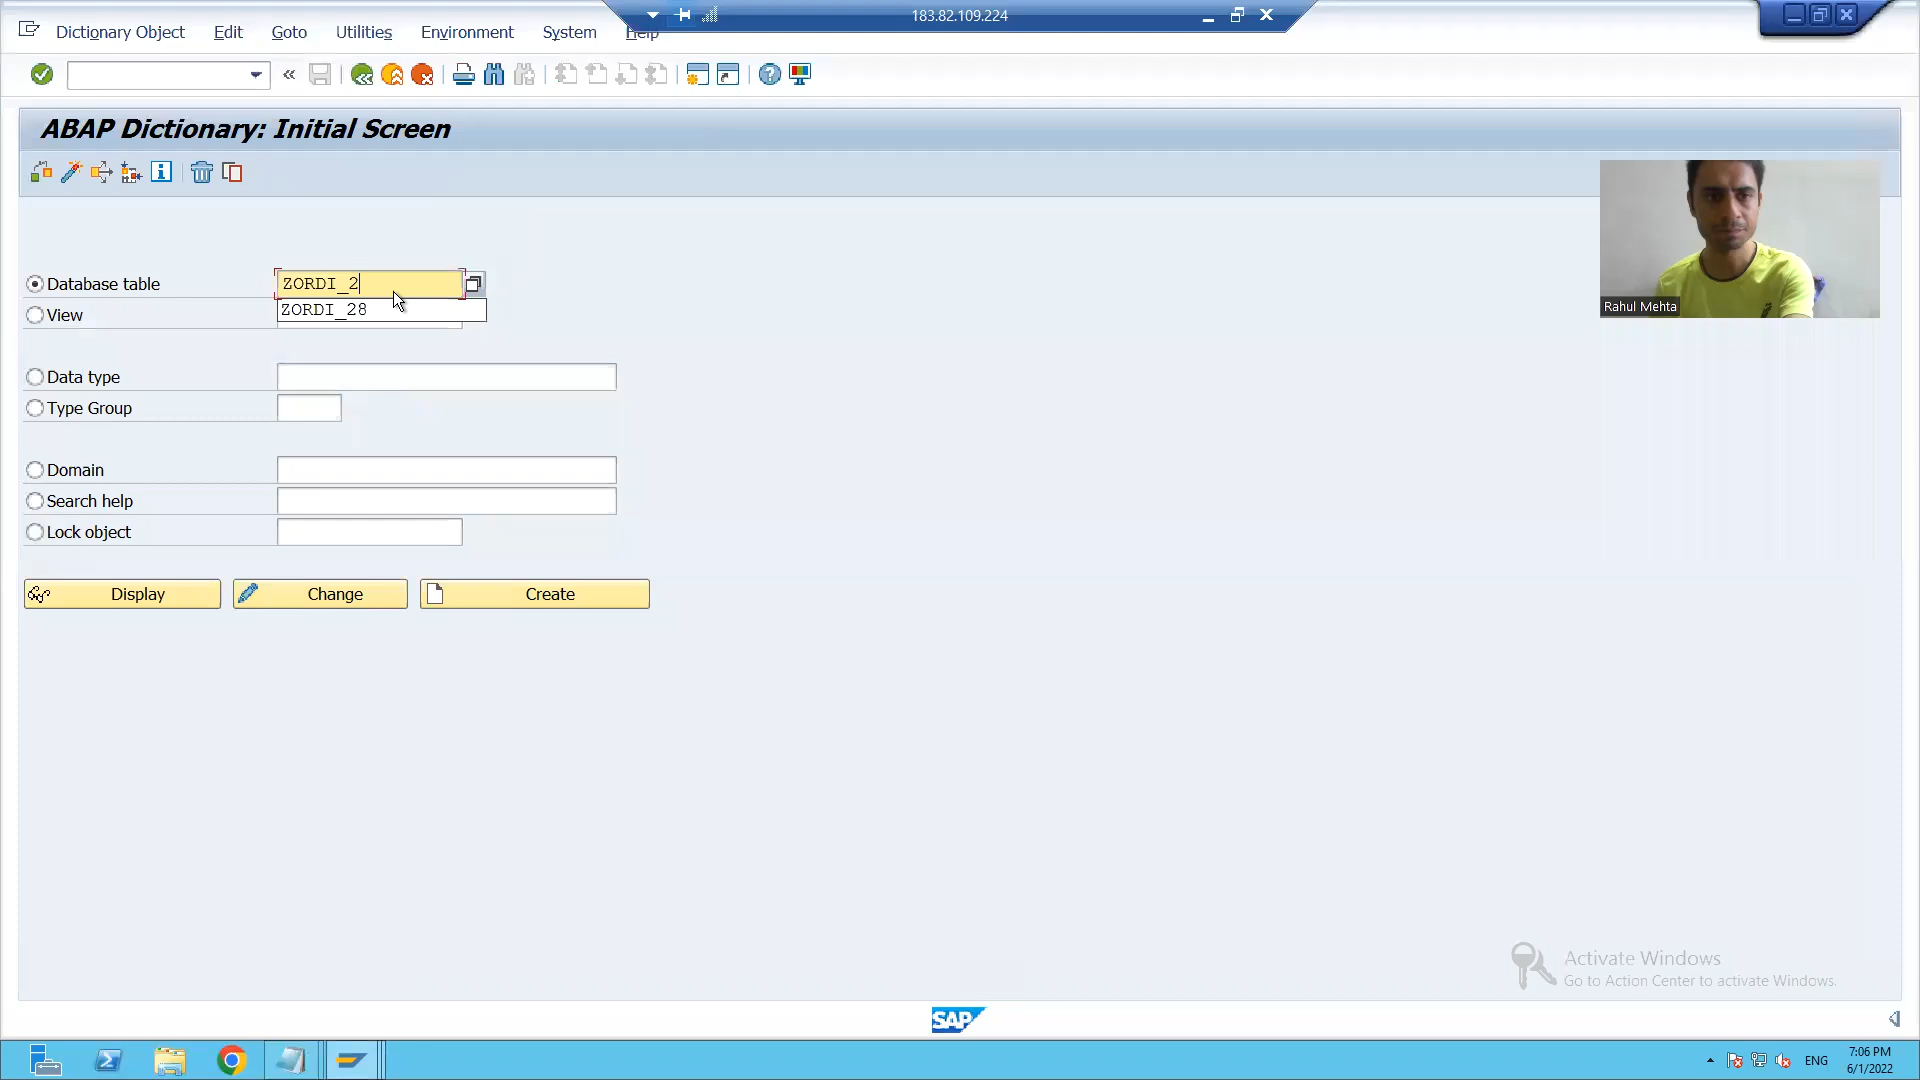 183.82.109.224
Dictionary Object Edit Goto Utilities Environment System Help
ABAP Dictionary: Initial Screen
Database table ZORDI_2
ZORDI_28
View
Rahul Mehta
Data type
Type Group
Domain
Search help
Lock object
Display Change Create
Activate Windows
Go to Action Center to activate Windows.
SAP
ENG
7:06 PM
6/1/2022